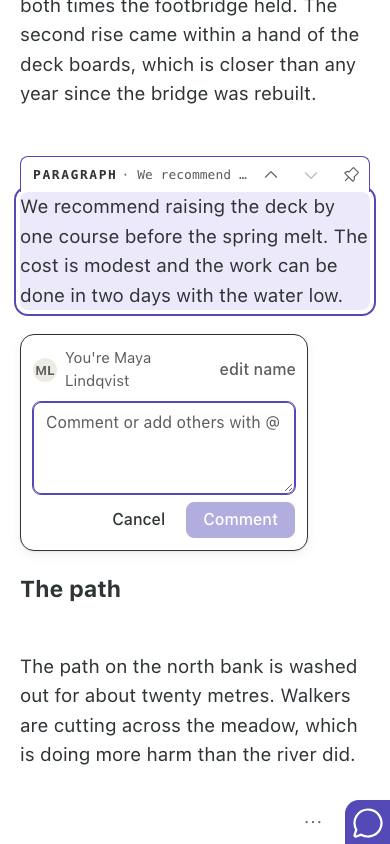 both times the footbridge held. The
second rise came within a hand of the
deck boards, which is closer than any
year since the bridge was rebuilt.
PARAGRAPH · We recommend …
We recommend raising the deck by
one course before the spring melt. The
cost is modest and the work can be
done in two days with the water low.
ML
You're Maya
Lindqvist
edit name
Comment or add others with @
Cancel
Comment
The path
The path on the north bank is washed
out for about twenty metres. Walkers
are cutting across the meadow, which
is doing more harm than the river did.